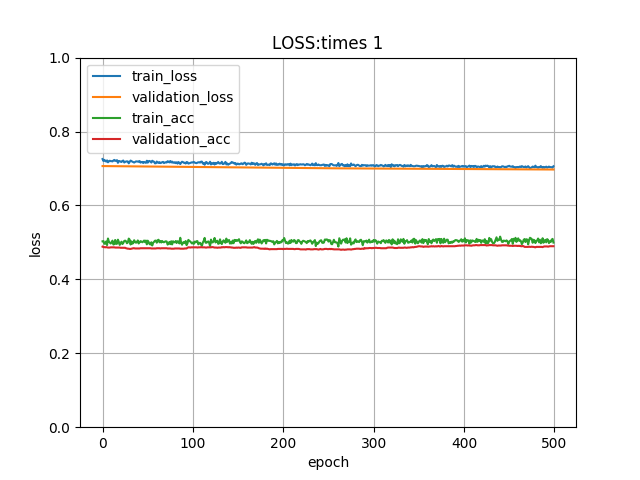 LOSS:times 1
train_loss
validation_loss
train_acc
validation_acc
1.0
0.8
0.6
0.4
0.2
0.0
loss
0 100 200 300 400 500
epoch